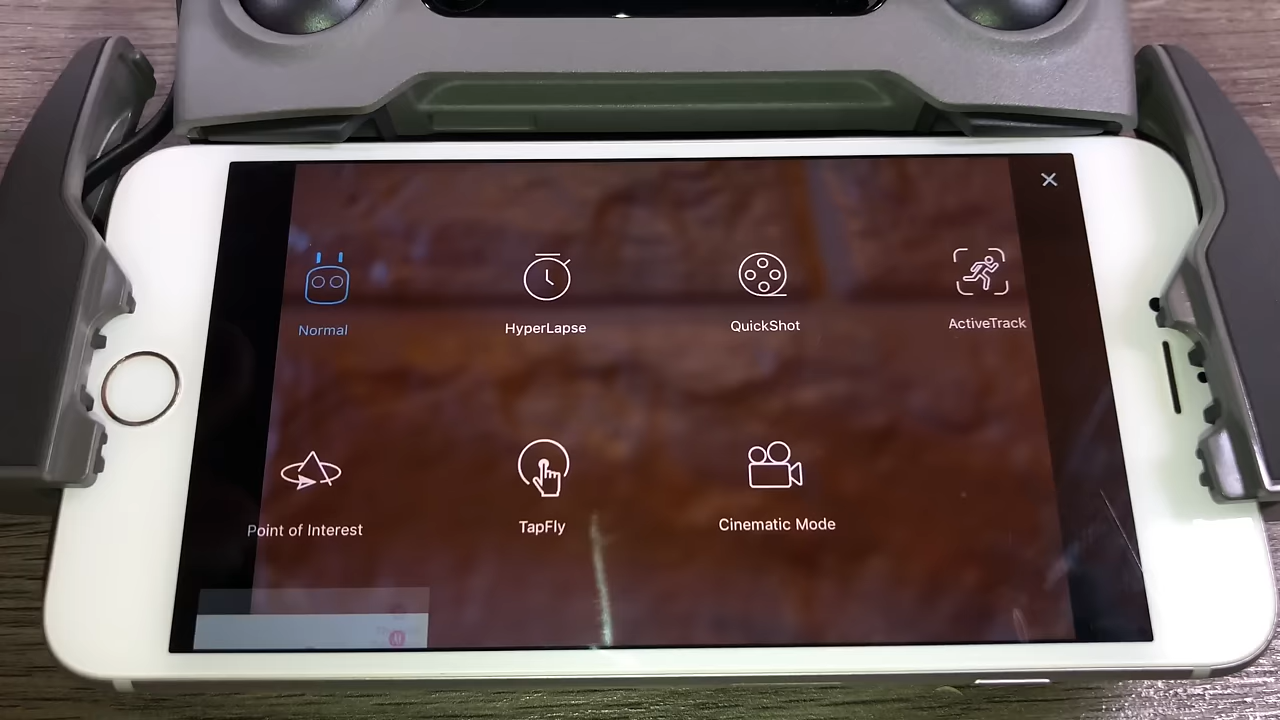 Normal
HyperLapse
QuickShot
ActiveTrack
Point of Interest
TapFly
Cinematic Mode